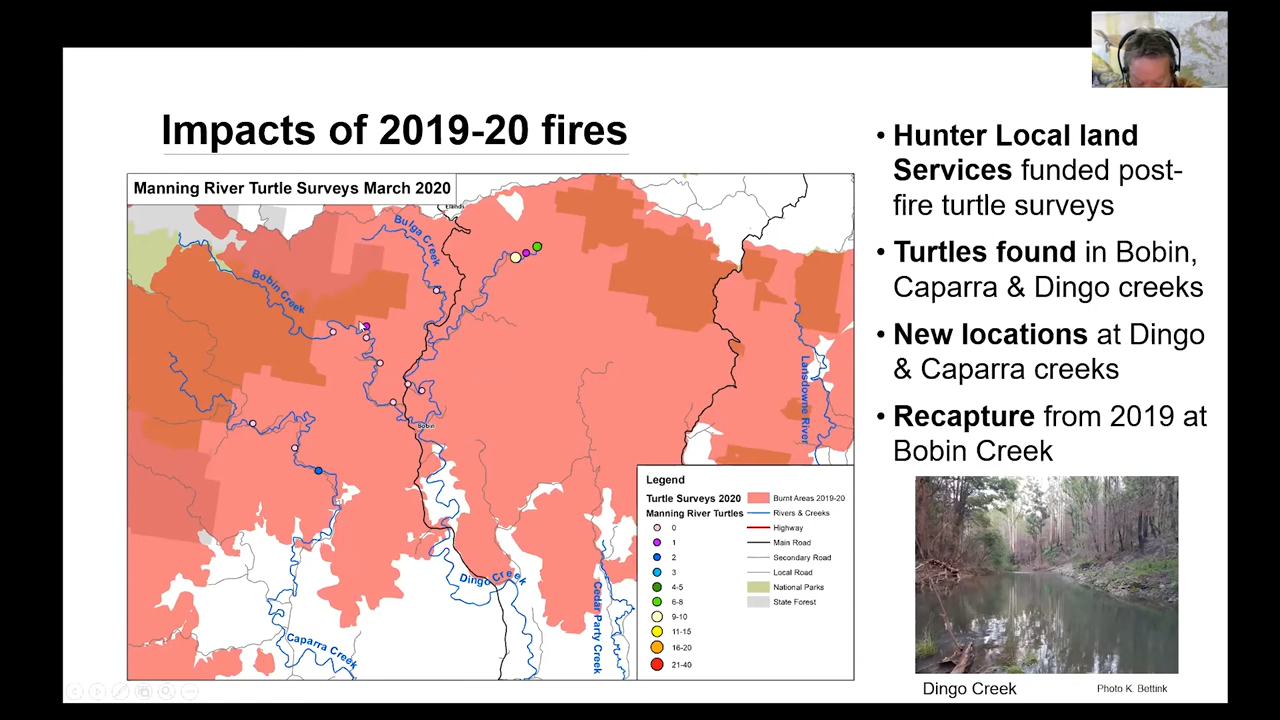 Impacts of 2019-20 fires
Manning River Turtle Surveys March 2020
Elands
Bulga Creek
Bobin Creek
Lansdowne River
Bobin
Dingo Creek
Cedar Party Creek
Caparra Creek
Legend
Turtle Surveys 2020
Manning River Turtles
0
1
2
3
4-5
6-8
9-10
11-15
16-20
21-40
Burnt Areas 2019-20
Rivers & Creeks
Highway
Main Road
Secondary Road
Local Road
National Parks
State Forest
• Hunter Local land
Services funded post-
fire turtle surveys
• Turtles found in Bobin,
Caparra & Dingo creeks
• New locations at Dingo
& Caparra creeks
• Recapture from 2019 at
Bobin Creek
Dingo Creek
Photo K. Bettink